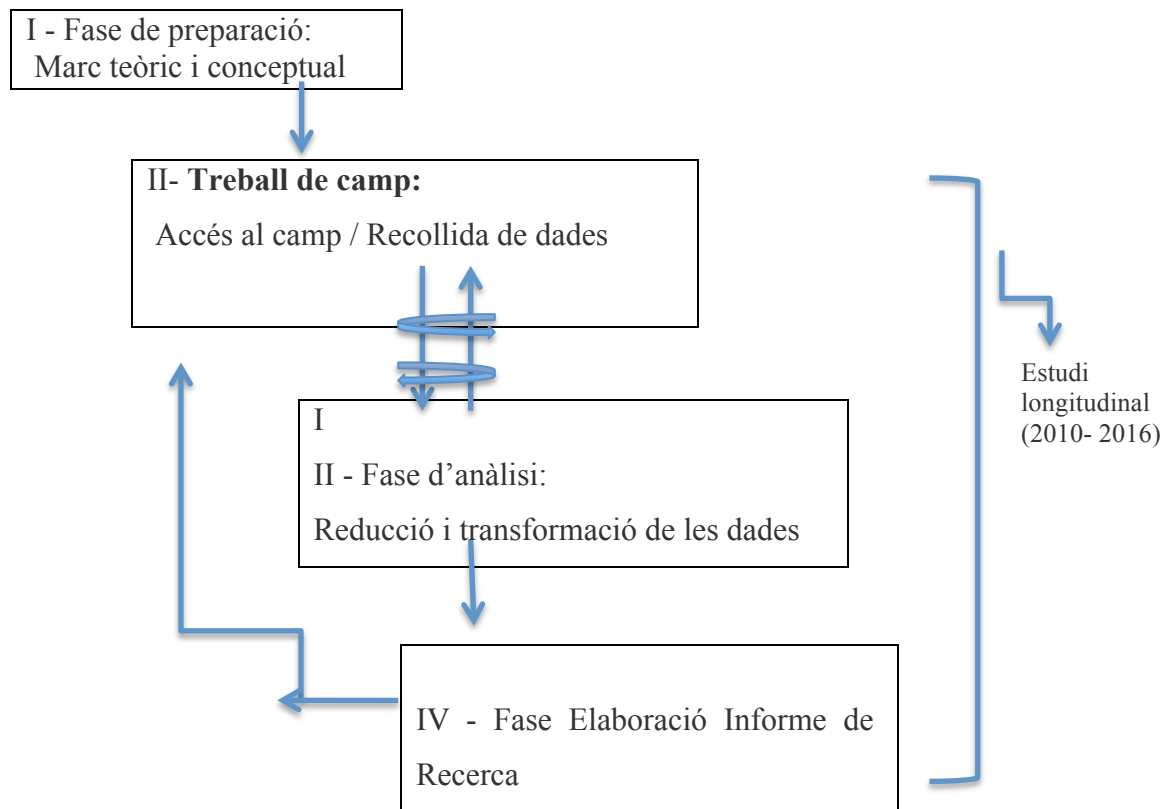 I - Fase de preparació:
Marc teòric i conceptual
II- Treball de camp:
Accés al camp / Recollida de dades
I
II - Fase d’anàlisi:
Reducció i transformació de les dades
IV - Fase Elaboració Informe de
Recerca
Estudi
longitudinal
(2010- 2016)